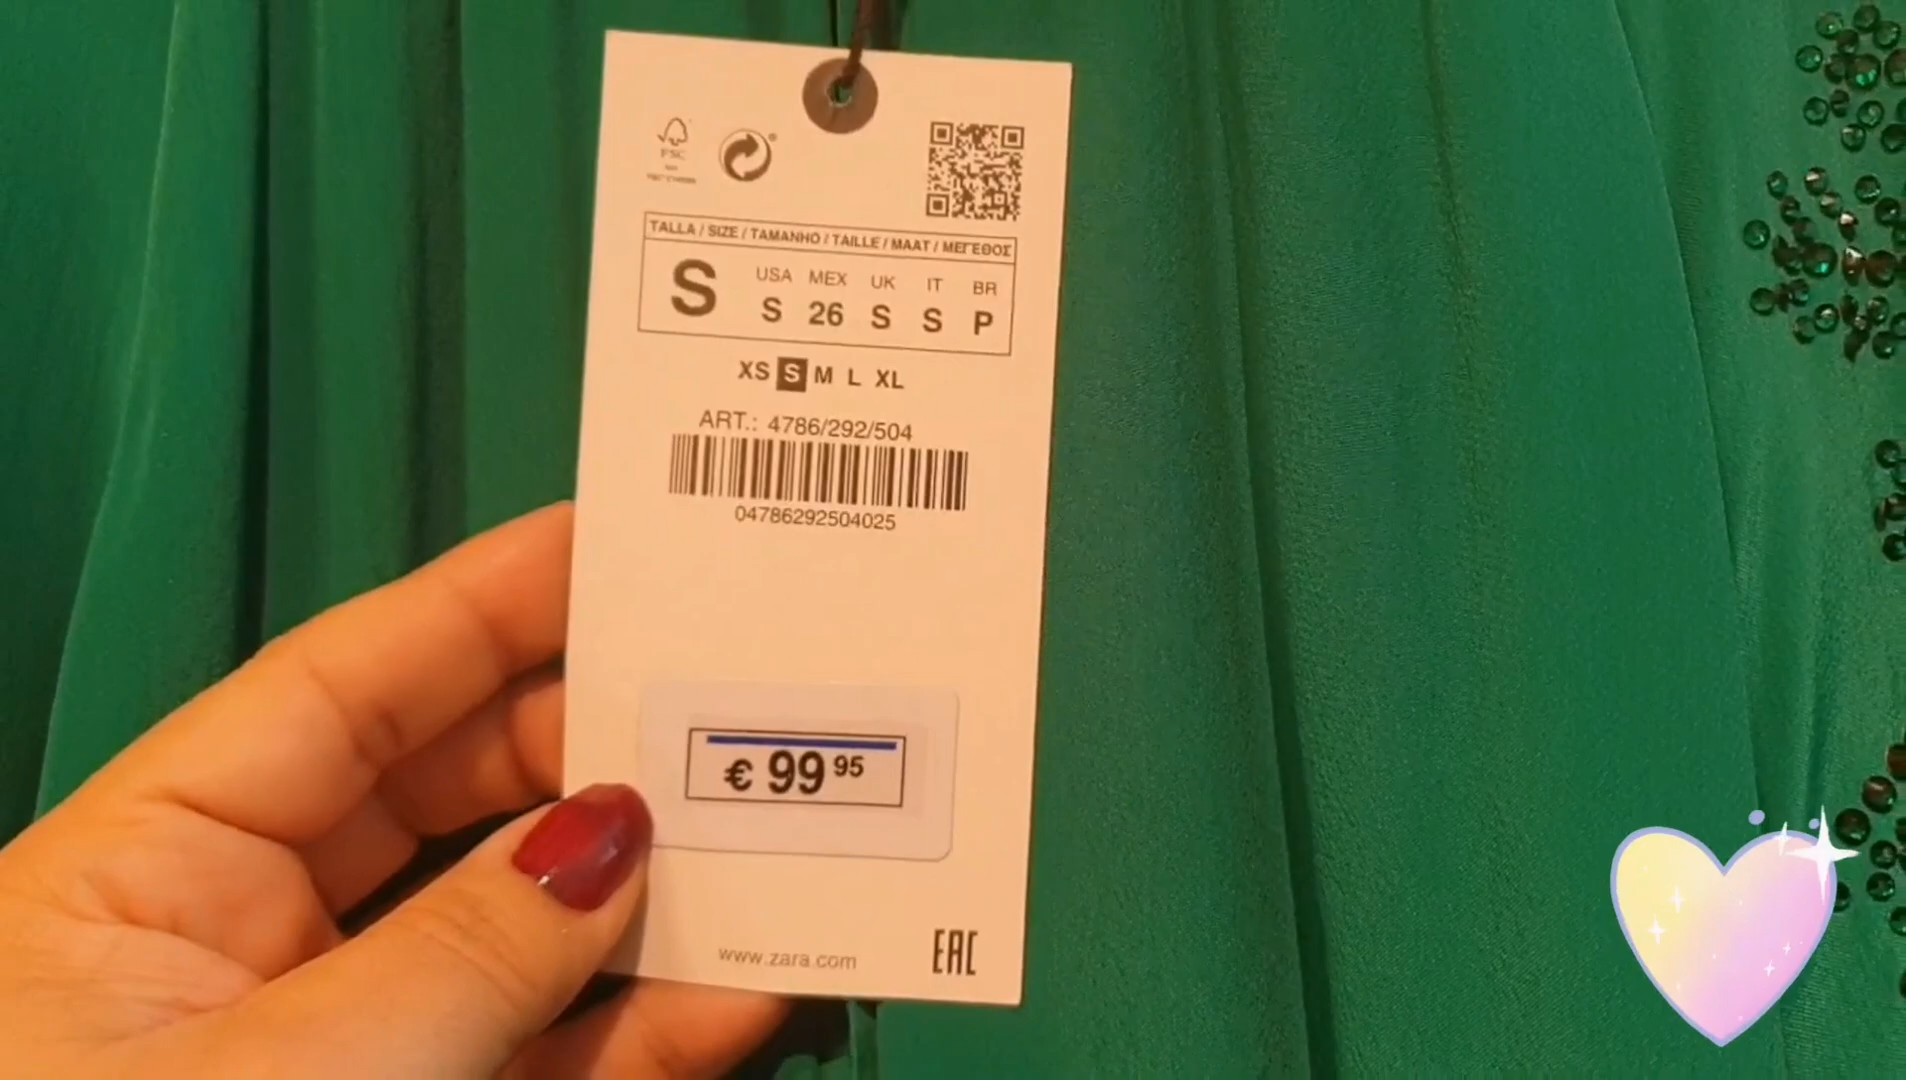 FSC
TALLA / SIZE / TAMANHO / TAILLE / MAAT / ΜΕΓΕΘΟΣ
S
USA MEX UK IT BR
S 26 S S P
XS S M L XL
ART.: 4786/292/504
04786292504025
€ 99 95
www.zara.com
EAC